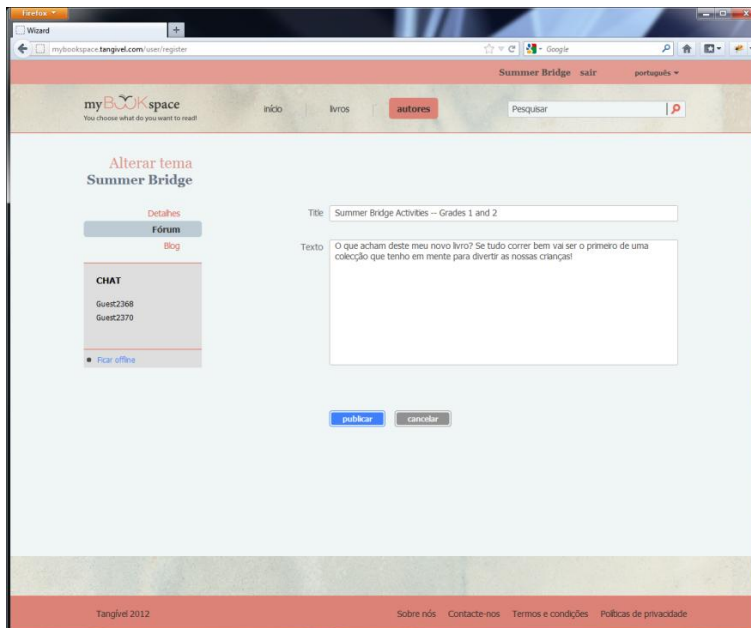 Firefox
Wizard
mybookspace.tangivel.com/user/register
Google
Summer Bridge sair português
myBOOKspace
You choose what do you want to read!
início livros autores
Pesquisar
Alterar tema
Summer Bridge
Detalhes
Fórum
Blog
Title Summer Bridge Activities -- Grades 1 and 2
Texto O que acham deste meu novo livro? Se tudo correr bem vai ser o primeiro de uma
colecção que tenho em mente para divertir as nossas crianças!
CHAT
Guest2368
Guest2370
Ficar offline
publicar cancelar
Tangível 2012 Sobre nós Contacte-nos Termos e condições Políticas de privacidade